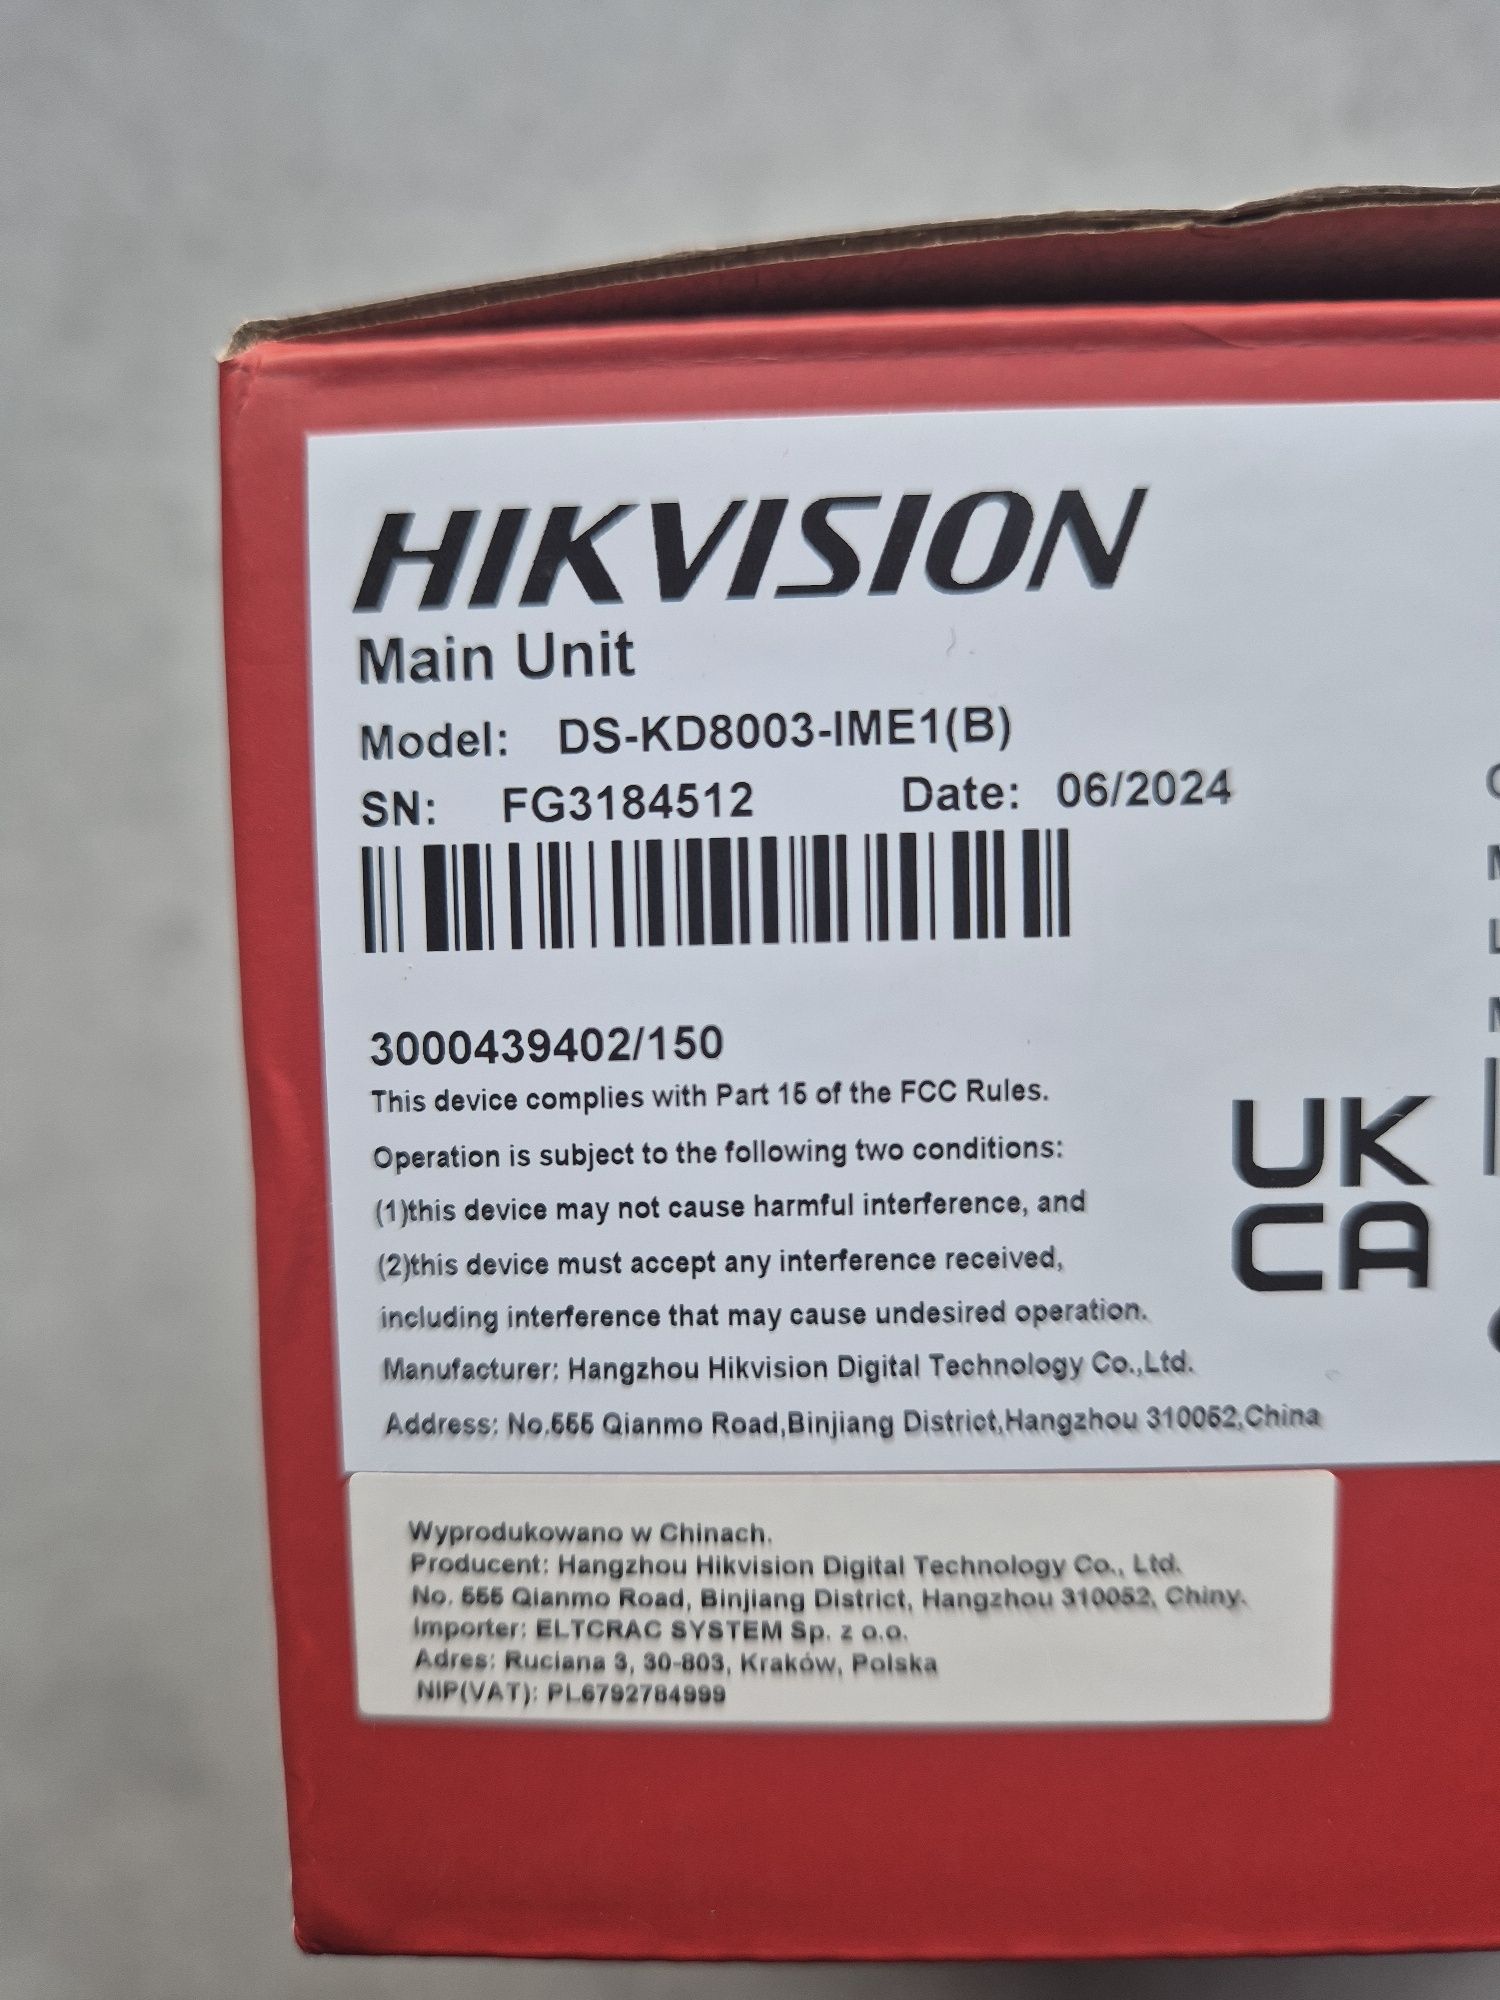 HIKVISION
Main Unit
Model: DS-KD8003-IME1(B)
SN: FG3184512 Date: 06/2024
3000439402/150
This device complies with Part 15 of the FCC Rules.
Operation is subject to the following two conditions:
(1)this device may not cause harmful interference, and
(2)this device must accept any interference received,
including interference that may cause undesired operation.
Manufacturer: Hangzhou Hikvision Digital Technology Co.,Ltd.
Address: No.555 Qianmo Road,Binjiang District,Hangzhou 310052,China
UK
CA
Wyprodukowano w Chinach.
Producent: Hangzhou Hikvision Digital Technology Co., Ltd.
No. 555 Qianmo Road, Binjiang District, Hangzhou 310052, Chiny.
Importer: ELTCRAC SYSTEM Sp. z o.o.
Adres: Ruciana 3, 30-803, Kraków, Polska
NIP(VAT): PL6792784999